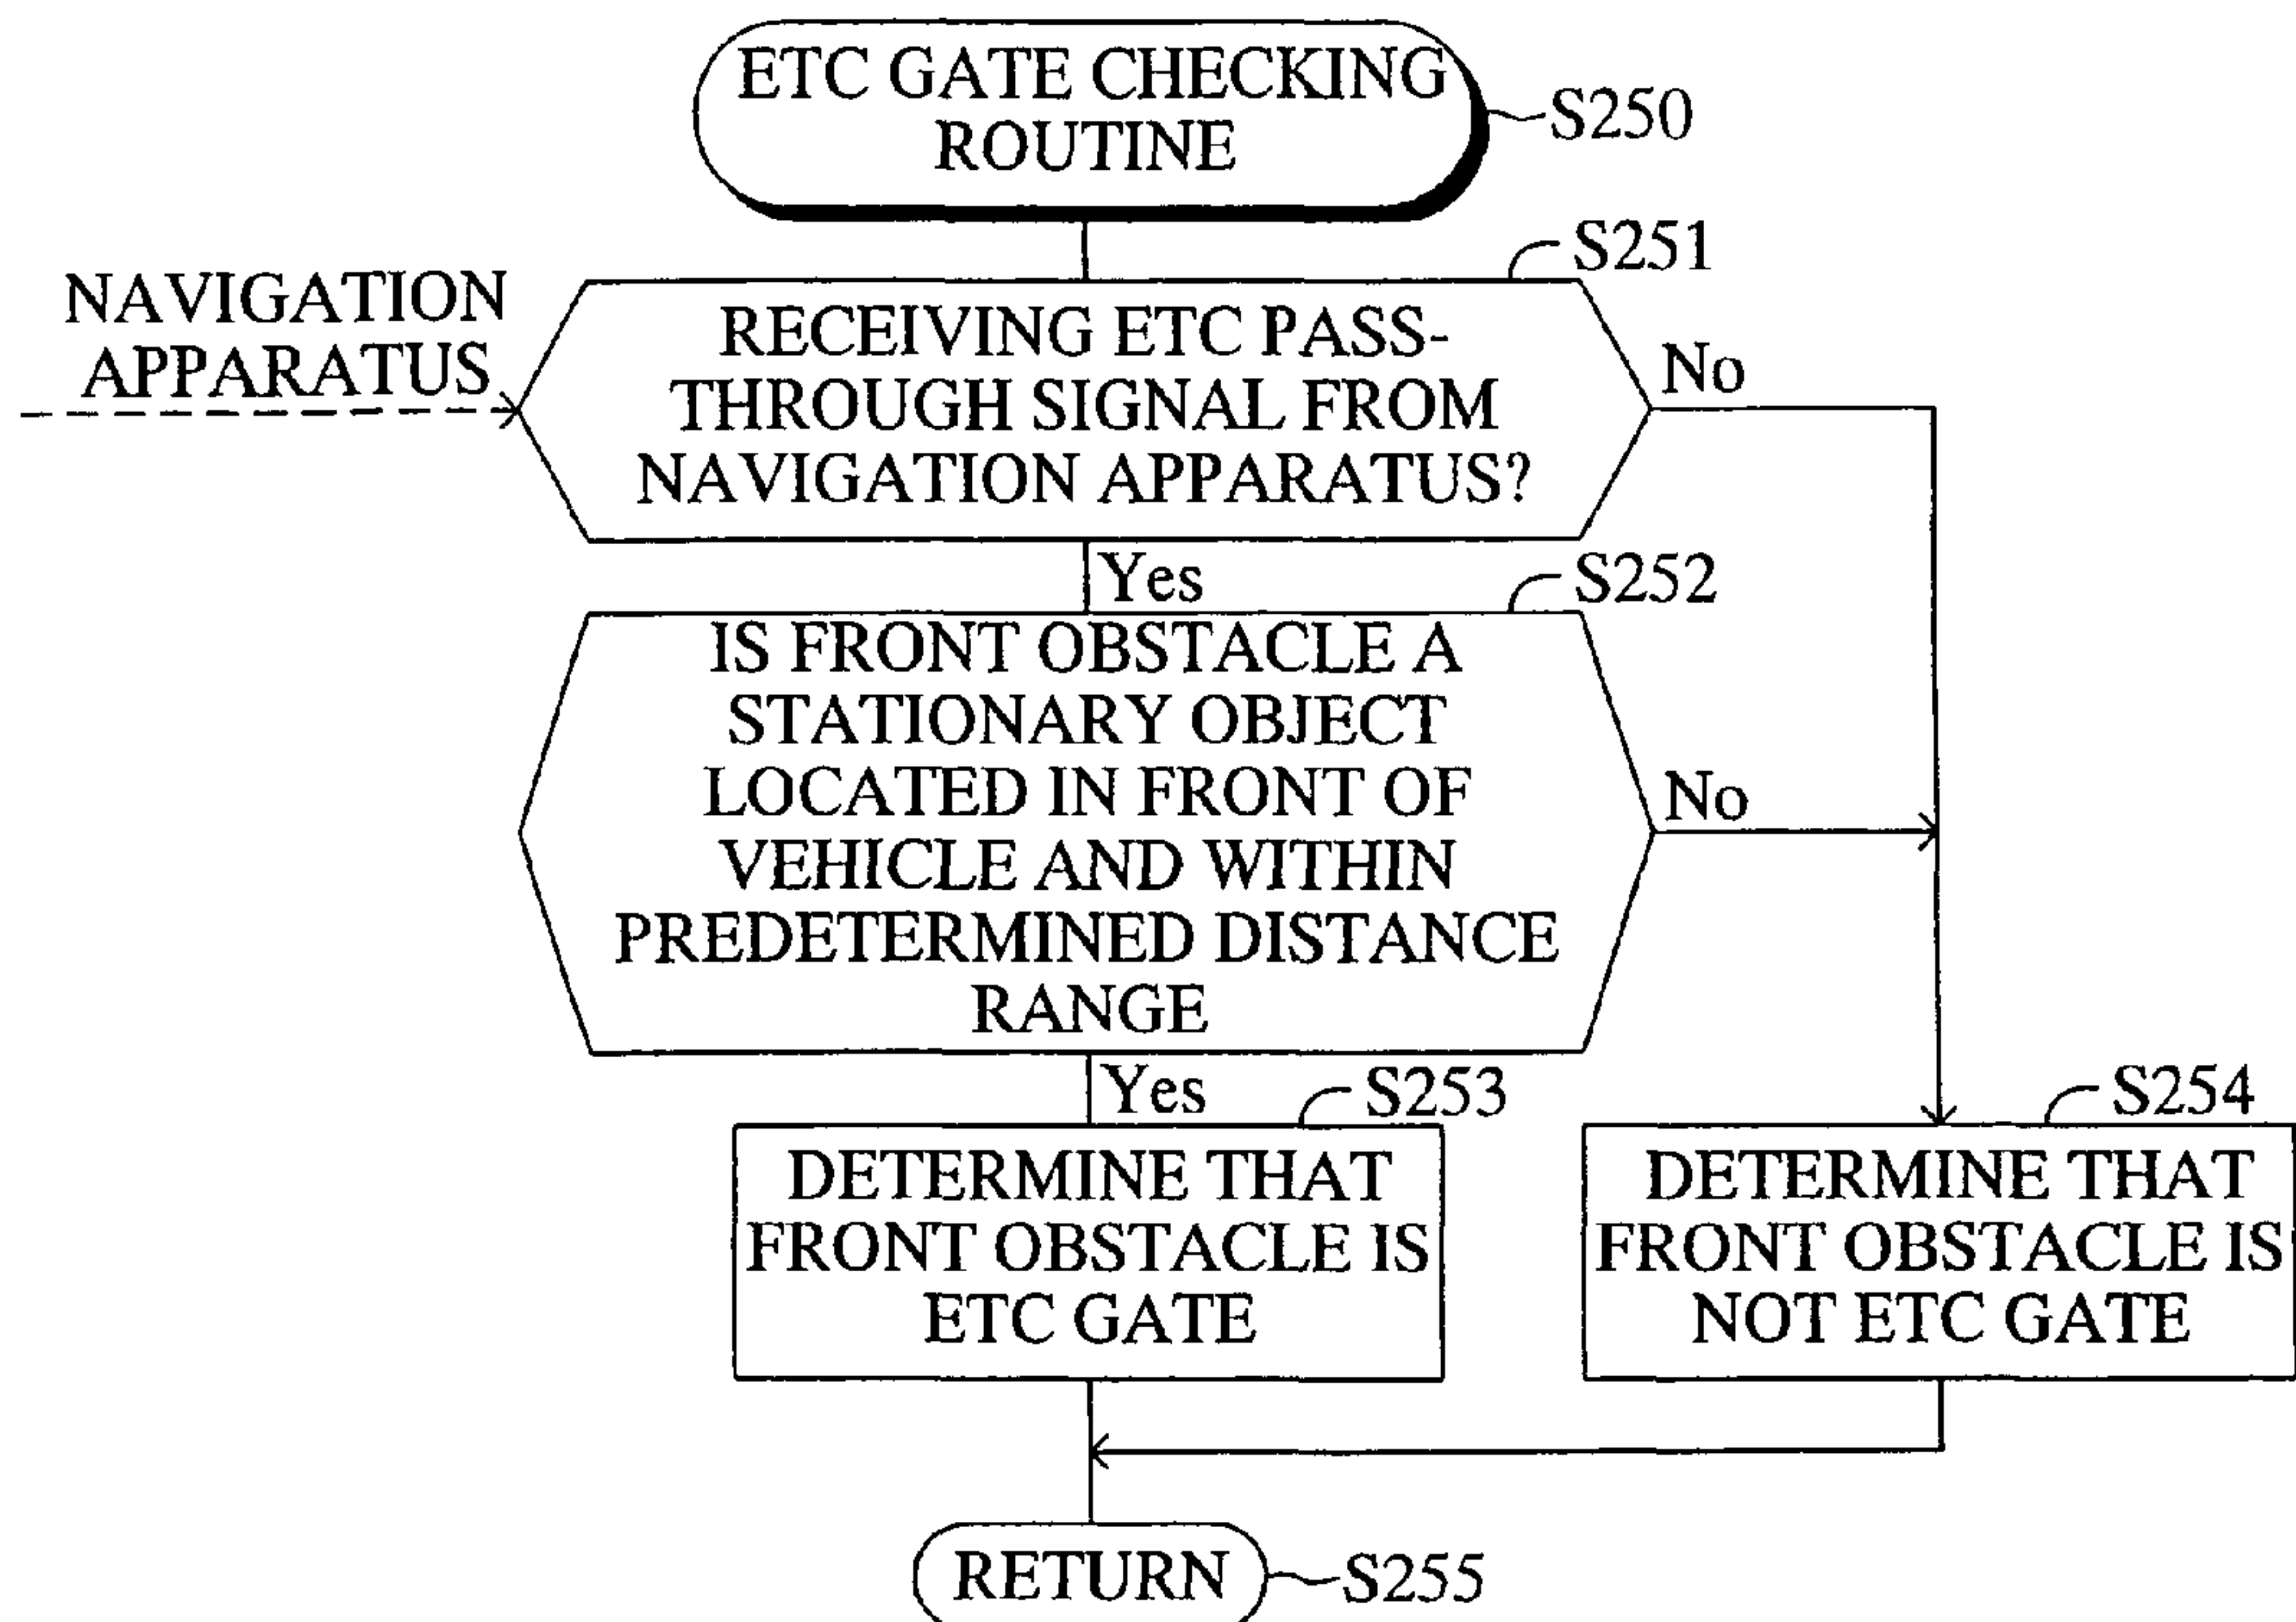 ETC GATE CHECKING
ROUTINE
S250
NAVIGATION
APPARATUS
S251
RECEIVING ETC PASS-
THROUGH SIGNAL FROM
NAVIGATION APPARATUS?
No
Yes
S252
IS FRONT OBSTACLE A
STATIONARY OBJECT
LOCATED IN FRONT OF
VEHICLE AND WITHIN
PREDETERMINED DISTANCE
RANGE
No
Yes
S253
DETERMINE THAT
FRONT OBSTACLE IS
ETC GATE
S254
DETERMINE THAT
FRONT OBSTACLE IS
NOT ETC GATE
RETURN
S255